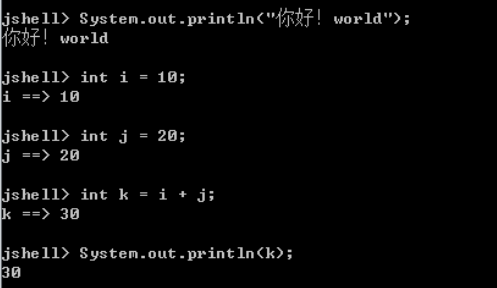 jshell> System.out.println("你好! world");
你好! world
jshell> int i = 10;
i ==> 10
jshell> int j = 20;
j ==> 20
jshell> int k = i + j;
k ==> 30
jshell> System.out.println(k);
30